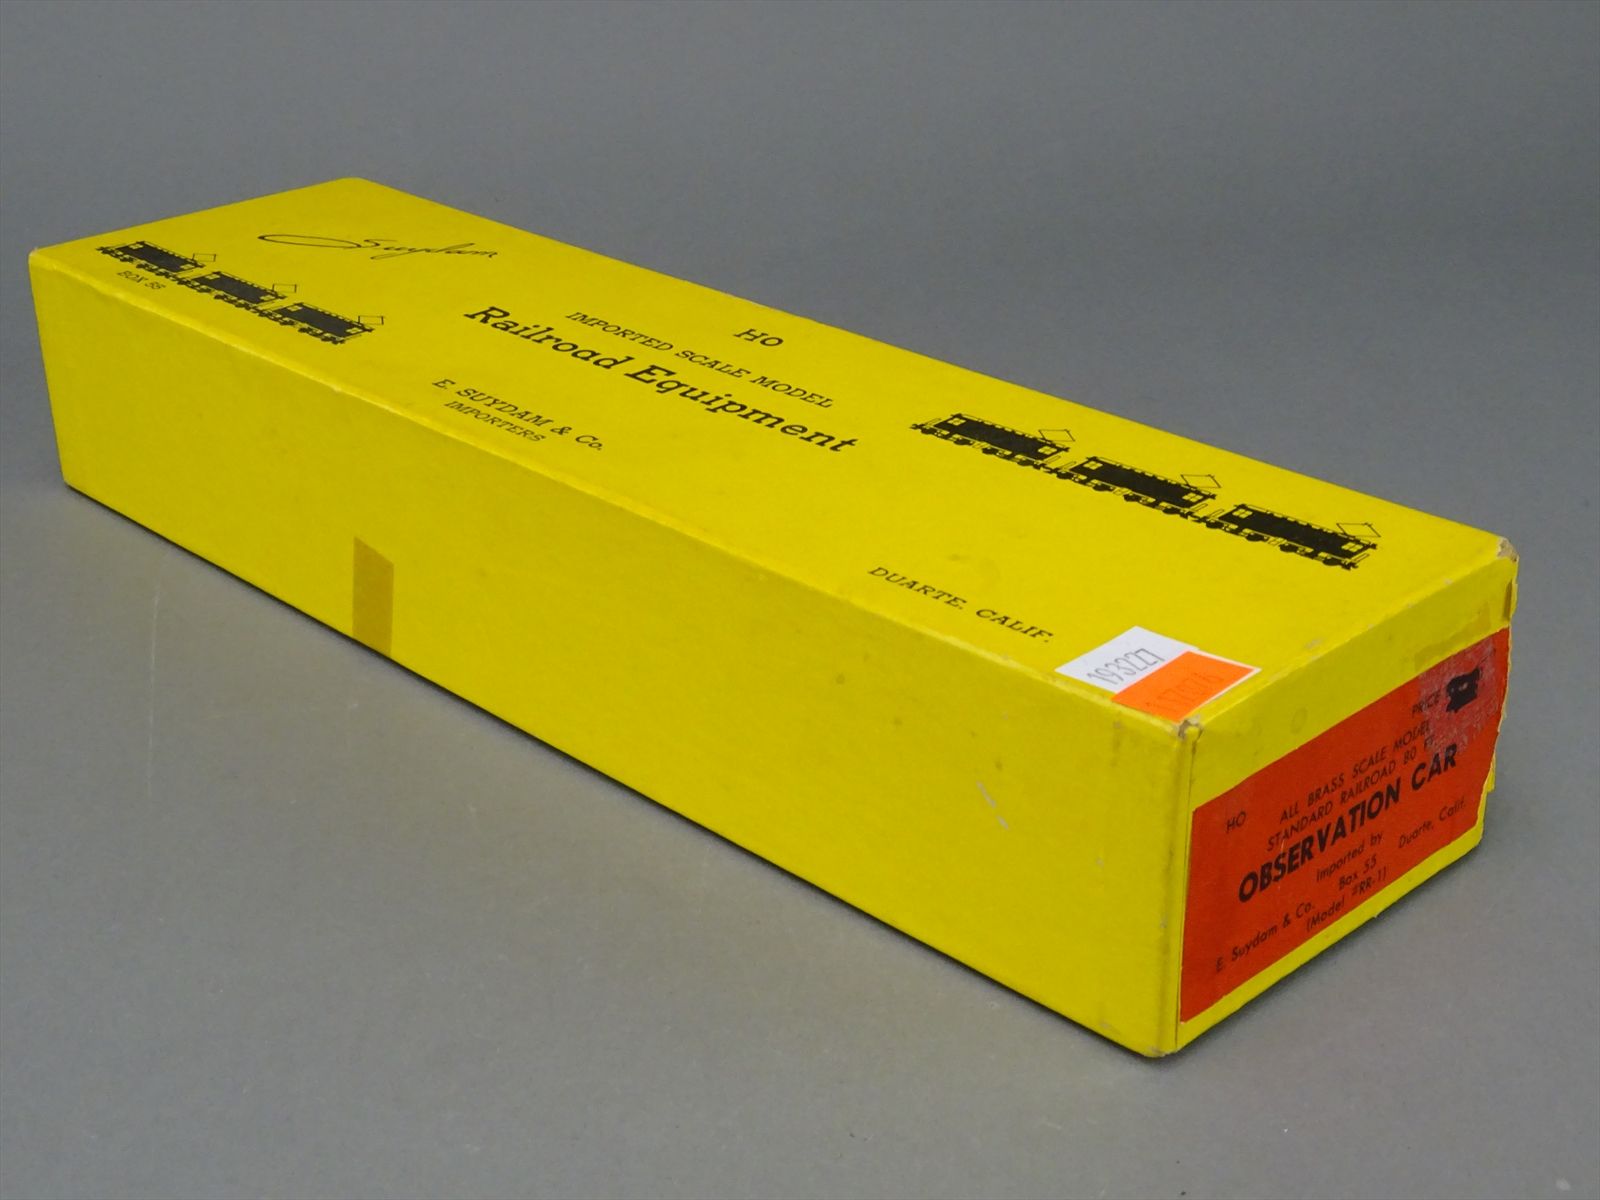 Suydam
BOX 55
HO
IMPORTED SCALE MODEL
Railroad Equipment
E. SUYDAM & Co.
IMPORTERS
DUARTE, CALIF.
193227
PRICE
HO ALL BRASS SCALE MODEL
STANDARD RAILROAD 80 FT.
OBSERVATION CAR
Imported by
E. Suydam & Co. Box 55 Duarte, Calif.
(Model #RR-1)